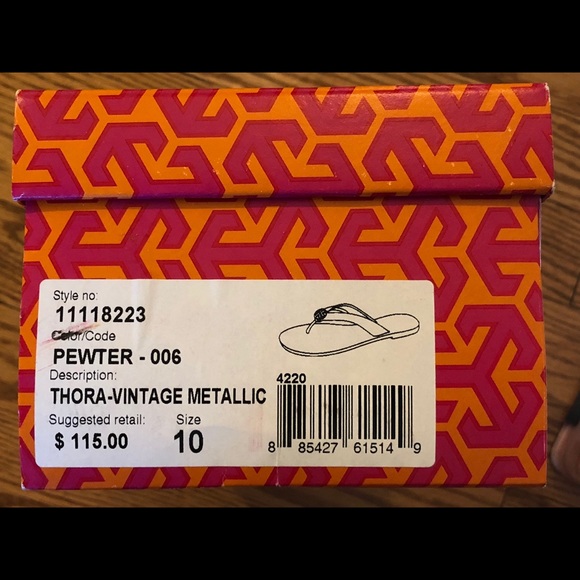 Style no:
11118223
Color/Code
PEWTER - 006
Description:
THORA-VINTAGE METALLIC
Suggested retail: Size
$ 115.00 10
4220
8 85427 61514 9